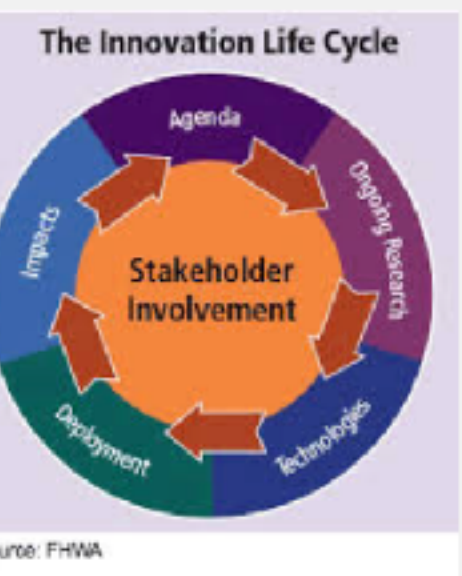 The Innovation Life Cycle
Agenda
Ongoing Research
Technologies
Deployment
Impacts
Stakeholder
Involvement
urce: FHWA